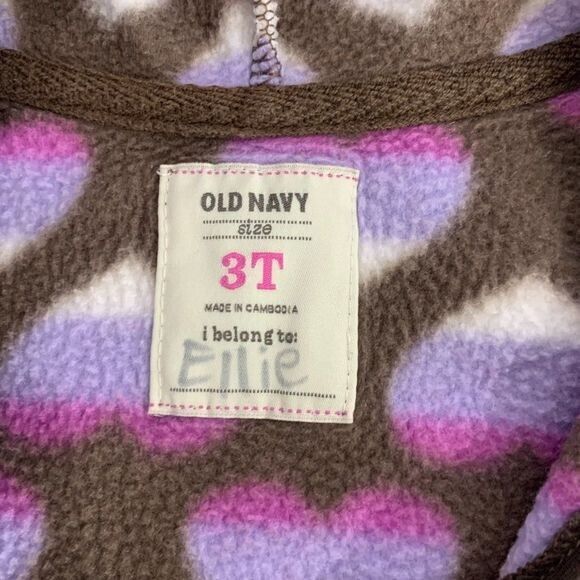 OLD NAVY
size
3T
MADE IN CAMBODIA
i belong to:
Ellie